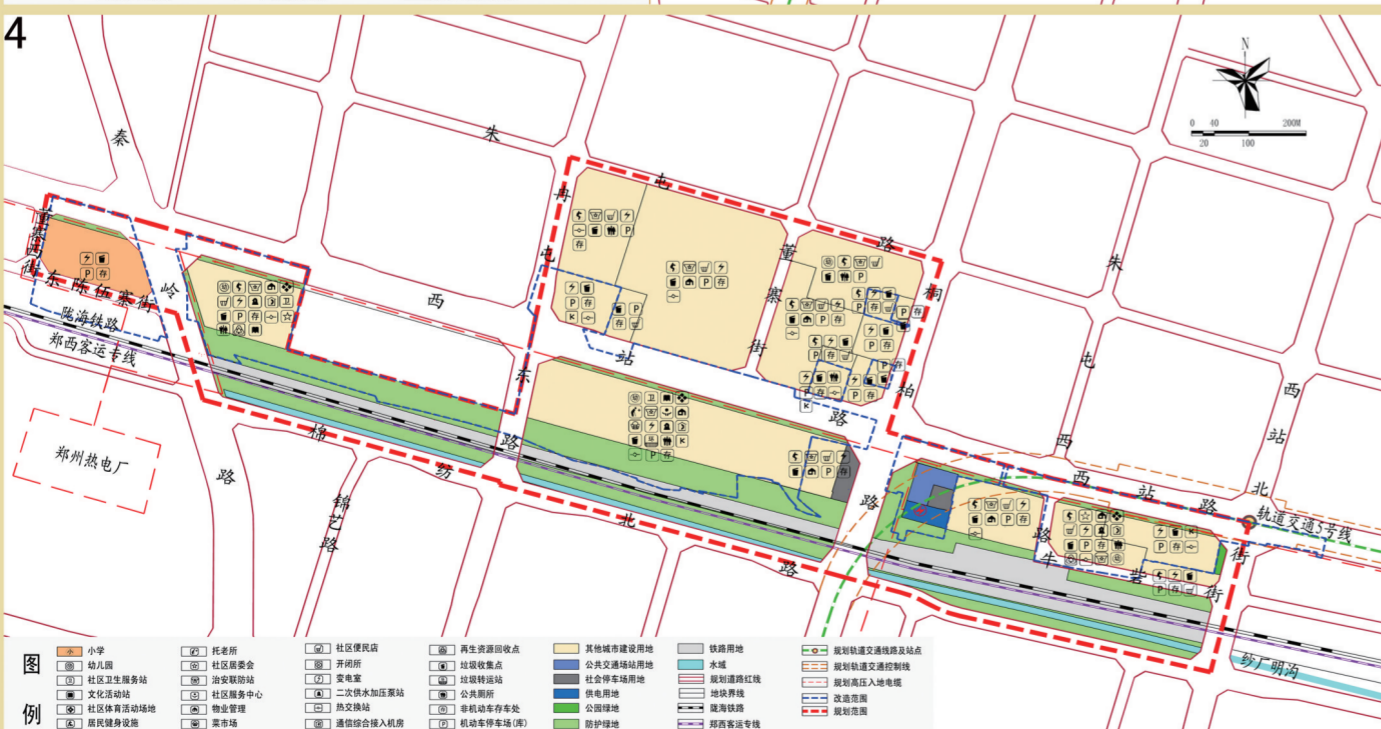 4
N
0 40 200M
20 100
秦
岭
路
朱
屯
路
西
站
路
丹
屯
东
路
董
寨
街
桐
柏
路
朱
屯
西
路
西
站
北
街
西
站
路
轨道交通5号线
牛
砦
街
东陈伍寨街
陇海铁路
郑西客运专线
郑州热电厂
棉
纺
北
路
锦艺路
纱厂明沟
图
例
小学
幼儿园
社区卫生服务站
文化活动站
社区体育活动场地
居民健身设施
托老所
社区居委会
治安联防站
社区服务中心
物业管理
菜市场
社区便民店
开闭所
变电室
二次供水加压泵站
热交换站
通信综合接入机房
再生资源回收点
垃圾收集点
垃圾转运站
公共厕所
非机动车存车处
机动车停车场(库)
其他城市建设用地
公共交通场站用地
社会停车场用地
供电用地
公园绿地
防护绿地
铁路用地
水域
规划道路红线
地块界线
陇海铁路
郑西客运专线
规划轨道交通线路及站点
规划轨道交通控制线
规划高压入地电缆
改造范围
规划范围